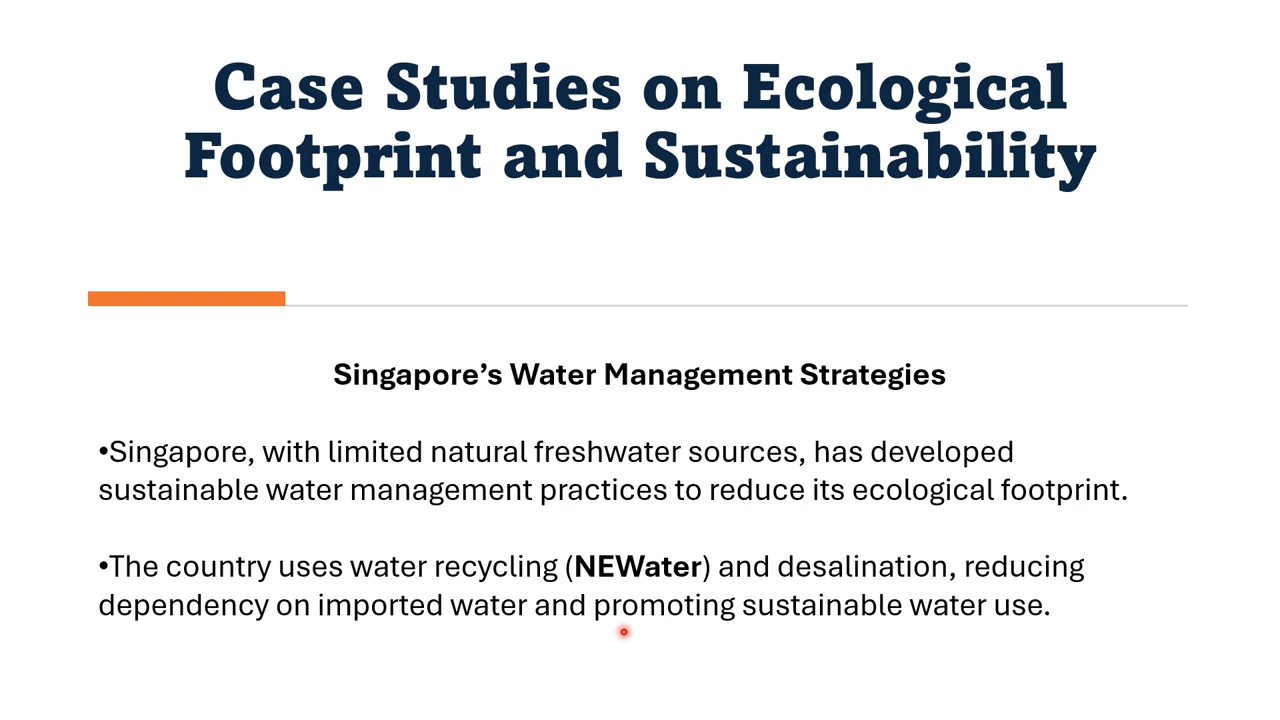 Case Studies on Ecological
Footprint and Sustainability
Singapore’s Water Management Strategies
•Singapore, with limited natural freshwater sources, has developed
sustainable water management practices to reduce its ecological footprint.
•The country uses water recycling (NEWater) and desalination, reducing
dependency on imported water and promoting sustainable water use.